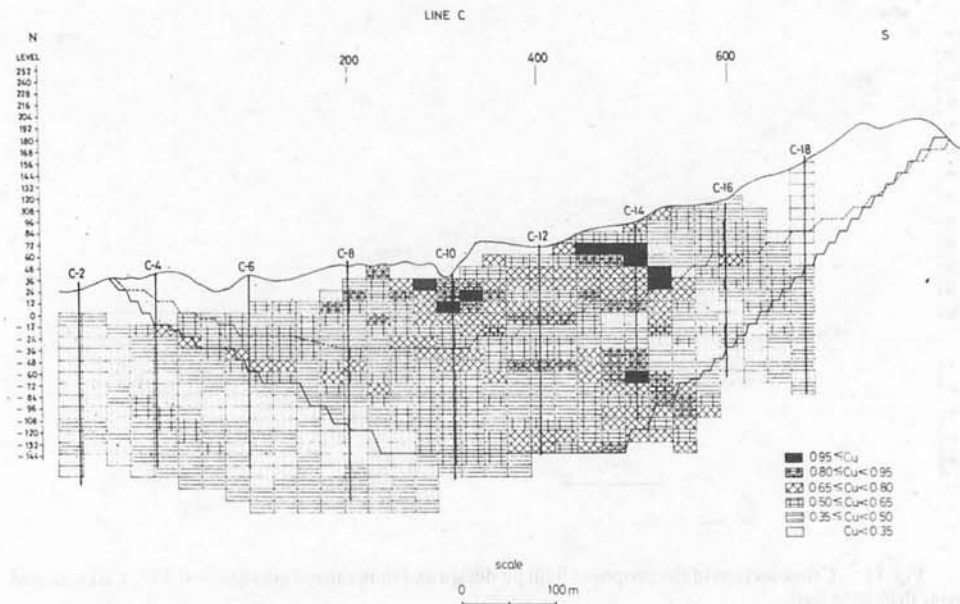 LINE C
N
S
LEVEL
200
400
600
252
240
228
216
204
192
180
168
156
144
132
120
108
96
84
72
60
48
36
24
12
0
-12
-24
-36
-48
-60
-72
-84
-96
-108
-120
-132
-144
C-2
C-4
C-6
C-8
C-10
C-12
C-14
C-16
C-18
0.95 ≤ Cu
0.80 ≤ Cu < 0.95
0.65 ≤ Cu < 0.80
0.50 ≤ Cu < 0.65
0.35 ≤ Cu < 0.50
Cu < 0.35
scale
0 100 m